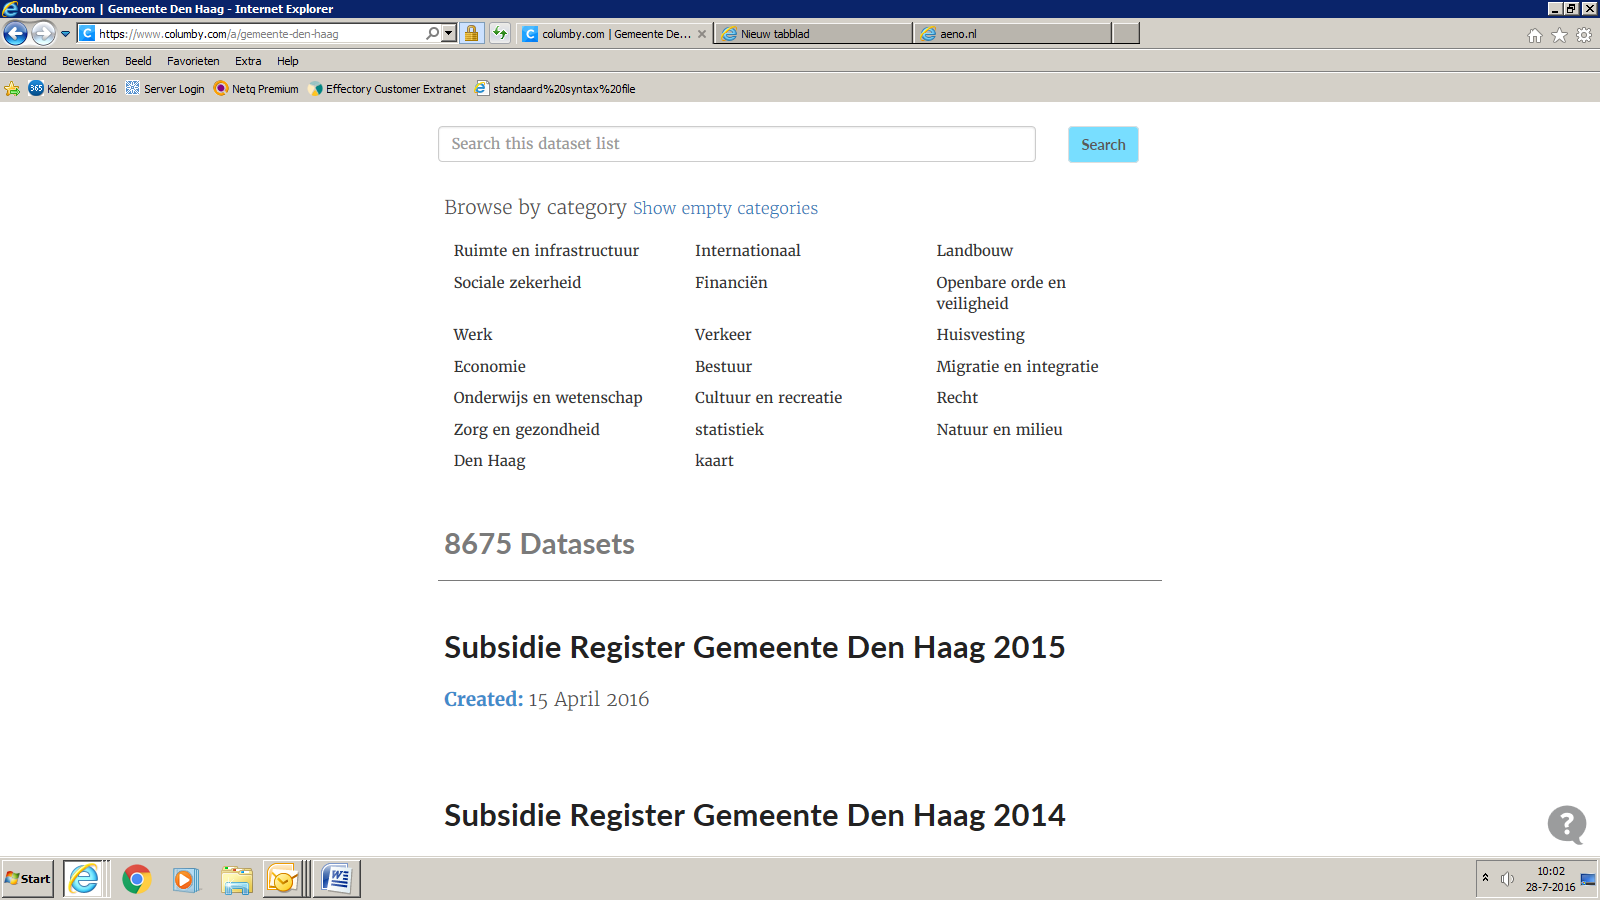 columby.com | Gemeente Den Haag - Internet Explorer
https://www.columby.com/a/gemeente-den-haag
columby.com | Gemeente De...
Nieuw tabblad
aeno.nl
Bestand Bewerken Beeld Favorieten Extra Help
365 Kalender 2016 Server Login Netq Premium Effectory Customer Extranet standaard%20syntax%20file
Search this dataset list
Search
Browse by category Show empty categories
Ruimte en infrastructuur Internationaal Landbouw
Sociale zekerheid Financiën Openbare orde en
veiligheid
Werk Verkeer Huisvesting
Economie Bestuur Migratie en integratie
Onderwijs en wetenschap Cultuur en recreatie Recht
Zorg en gezondheid statistiek Natuur en milieu
Den Haag kaart
8675 Datasets
Subsidie Register Gemeente Den Haag 2015
Created: 15 April 2016
Subsidie Register Gemeente Den Haag 2014
?
Start
10:02
28-7-2016